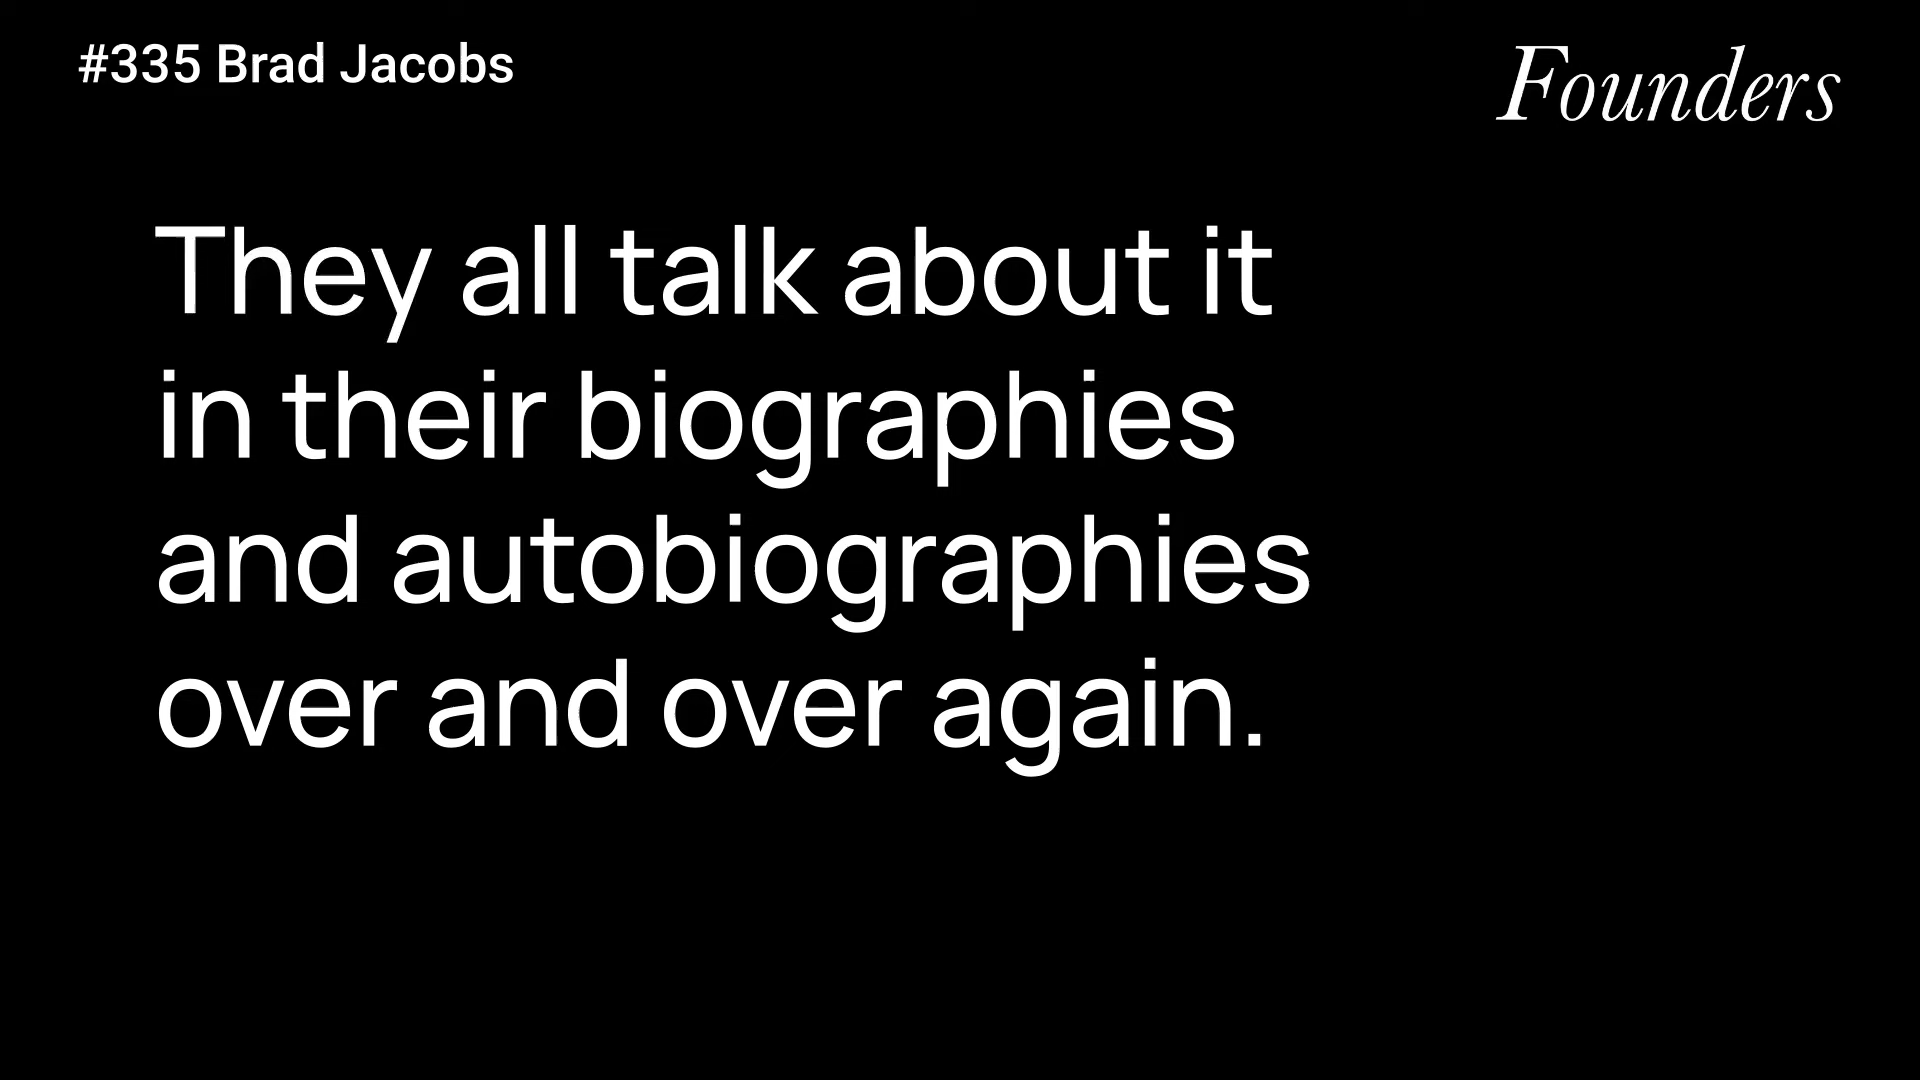 #335 Brad Jacobs
Founders
They all talk about it
in their biographies
and autobiographies
over and over again.